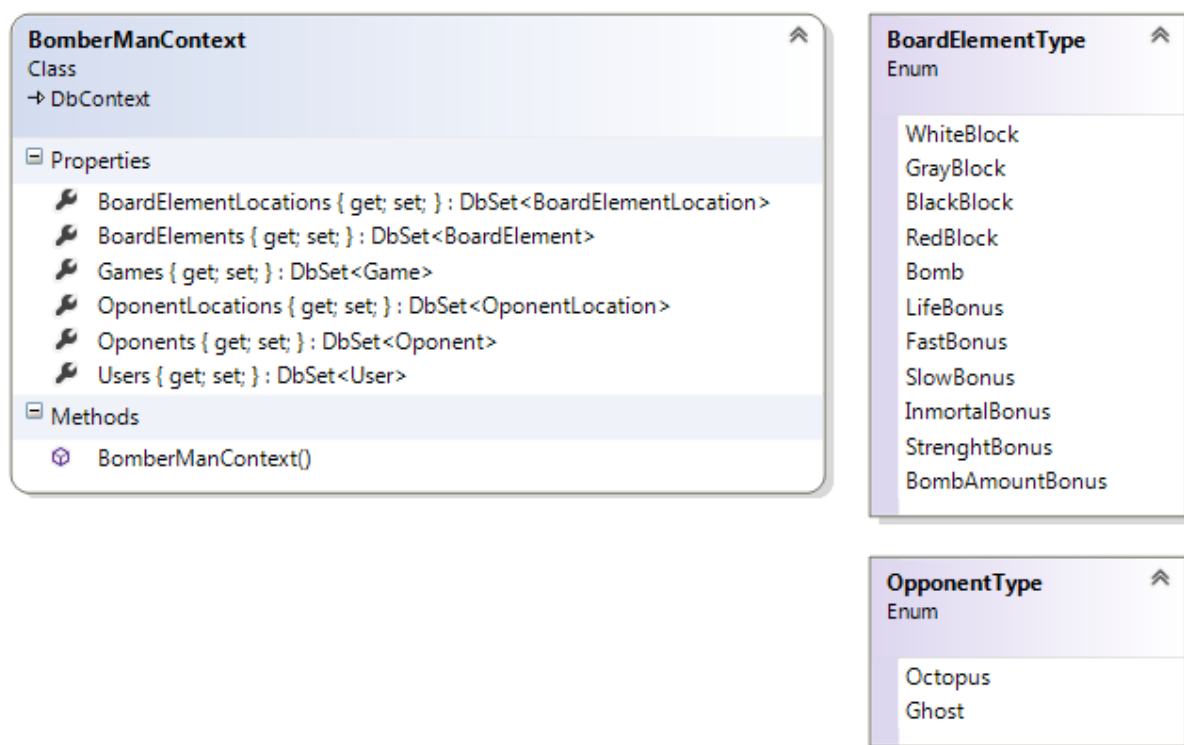 BomberManContext
Class
→ DbContext
Properties
BoardElementLocations { get; set; } : DbSet<BoardElementLocation>
BoardElements { get; set; } : DbSet<BoardElement>
Games { get; set; } : DbSet<Game>
OponentLocations { get; set; } : DbSet<OponentLocation>
Oponents { get; set; } : DbSet<Oponent>
Users { get; set; } : DbSet<User>
Methods
BomberManContext()
BoardElementType
Enum
WhiteBlock
GrayBlock
BlackBlock
RedBlock
Bomb
LifeBonus
FastBonus
SlowBonus
InmortalBonus
StrenghtBonus
BombAmountBonus
OpponentType
Enum
Octopus
Ghost